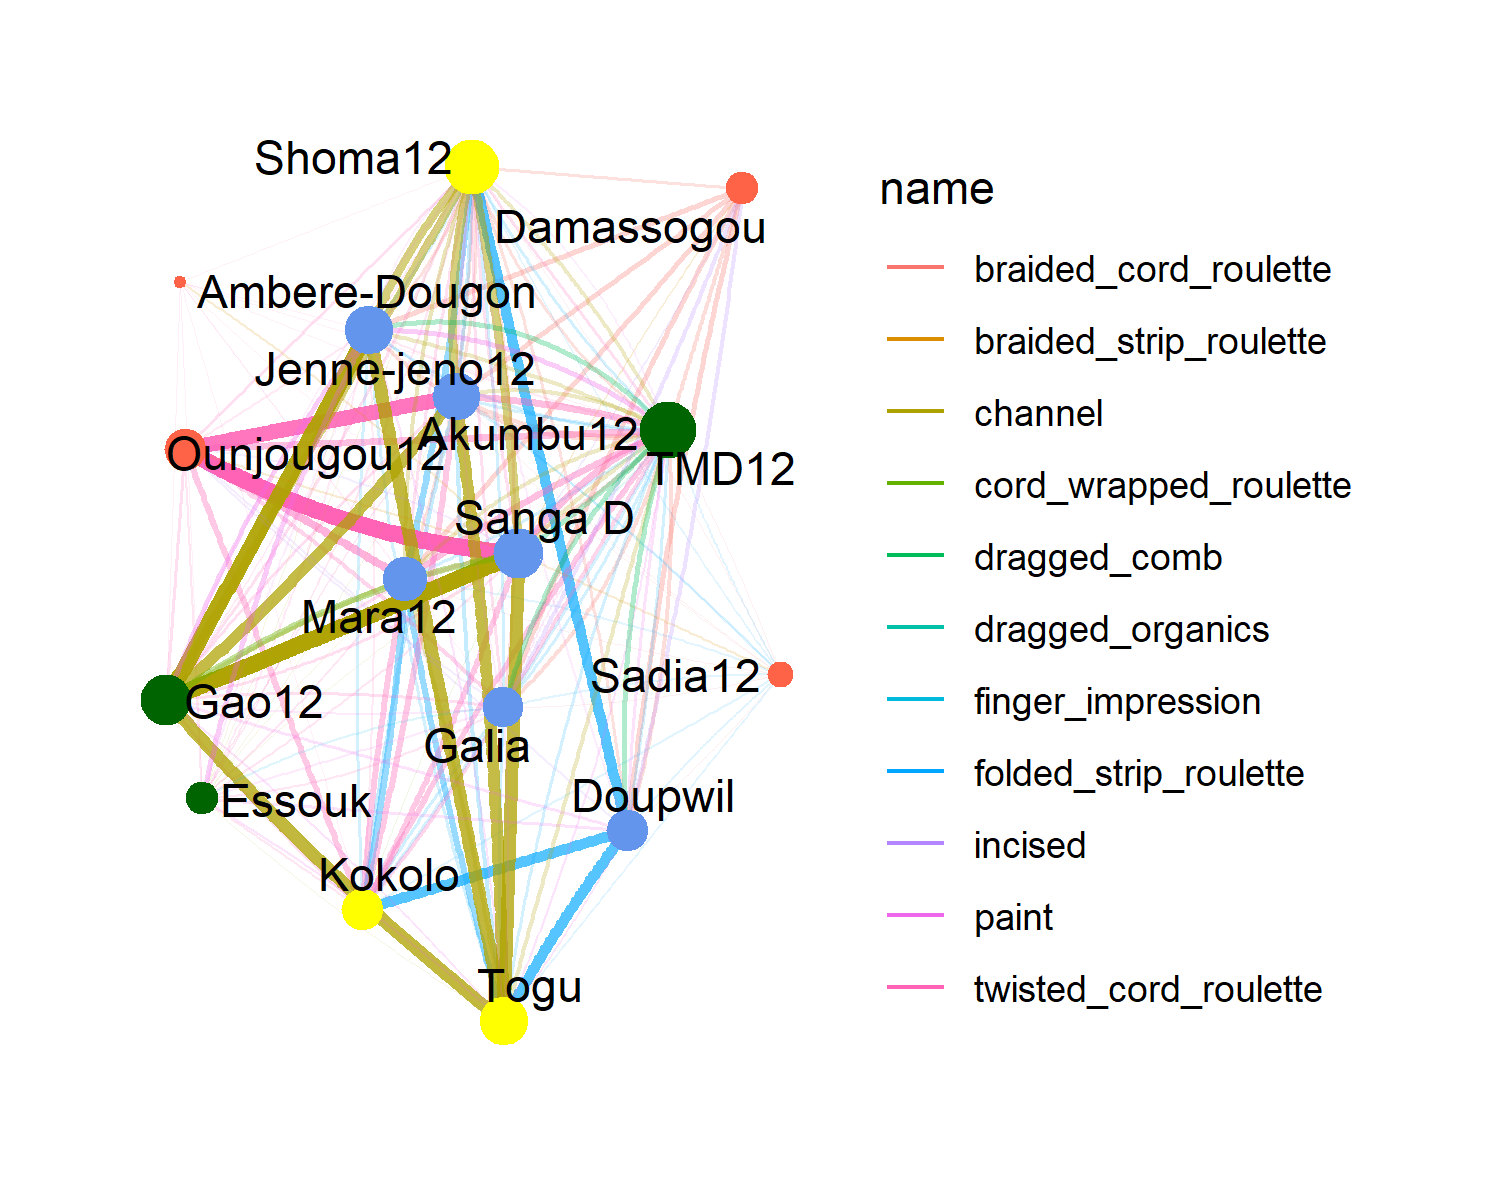 Shoma12
Damassogou
Ambere-Dougon
Jenne-jeno12
Akumbu12
Ounjougou12
TMD12
Sanga D
Mara12
Sadia12
Gao12
Galia
Essouk
Doupwil
Kokolo
Togu
name
braided_cord_roulette
braided_strip_roulette
channel
cord_wrapped_roulette
dragged_comb
dragged_organics
finger_impression
folded_strip_roulette
incised
paint
twisted_cord_roulette